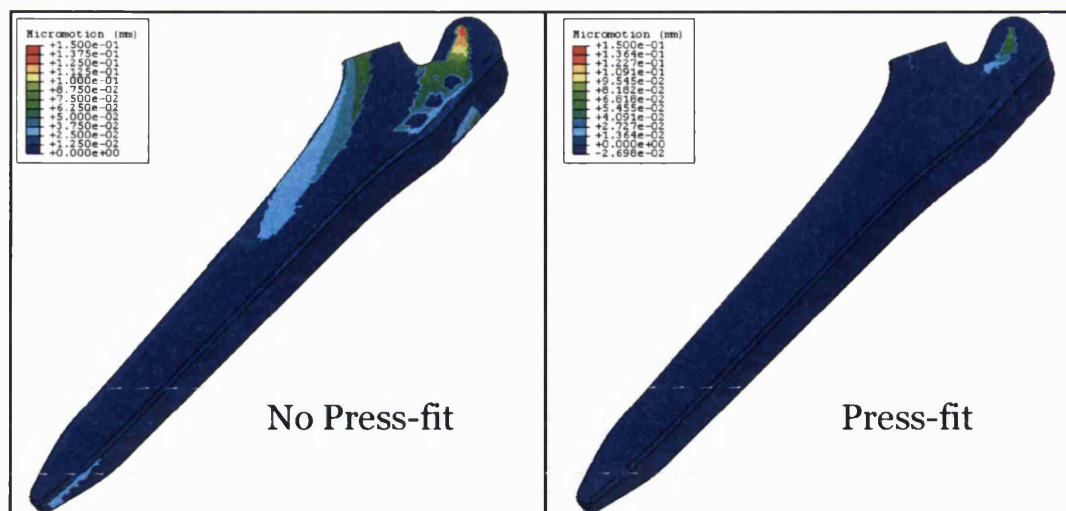 Micromotion (mm)
+1.500e-01
+1.375e-01
+1.250e-01
+1.125e-01
+1.000e-01
+8.750e-02
+7.500e-02
+6.250e-02
+5.000e-02
+3.750e-02
+2.500e-02
+1.250e-02
+0.000e+00
No Press-fit
Micromotion (mm)
+1.500e-01
+1.364e-01
+1.227e-01
+1.091e-01
+9.545e-02
+8.182e-02
+6.818e-02
+5.455e-02
+4.091e-02
+2.727e-02
+1.364e-02
+0.000e+00
-2.698e-02
Press-fit